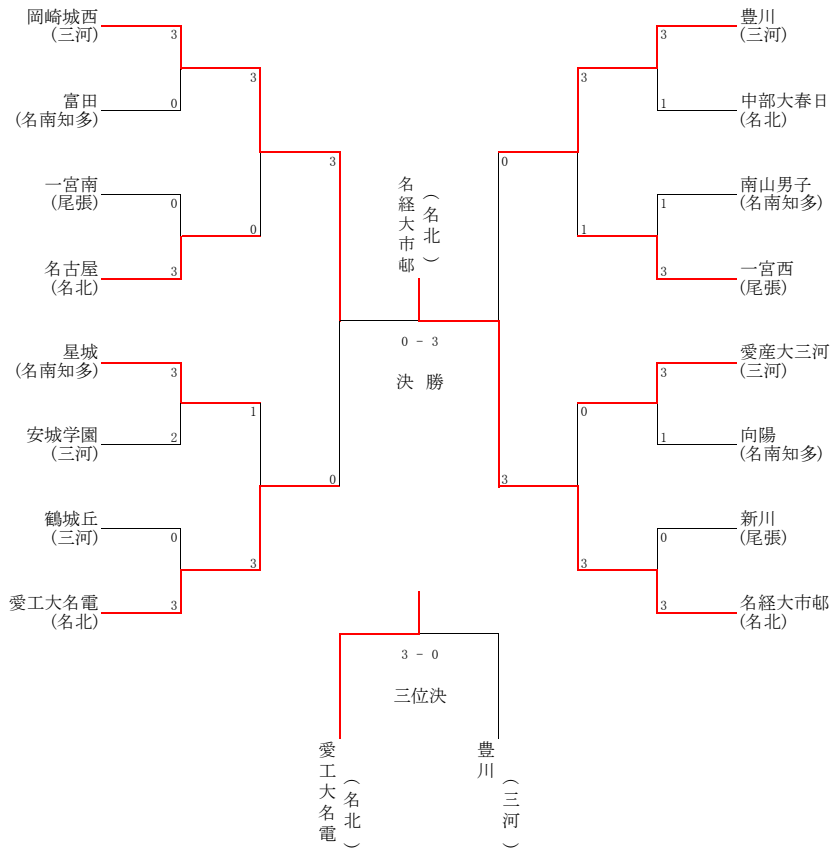 岡崎城西
(三河)
3
富田
(名南知多)
0
3
一宮南
(尾張)
0
名古屋
(名北)
3
0
3
星城
(名南知多)
3
安城学園
(三河)
2
1
鶴城丘
(三河)
0
愛工大名電
(名北)
3
3
0
名経大市邨
(名北)
0 - 3
決 勝
豊川
(三河)
3
中部大春日
(名北)
1
3
南山男子
(名南知多)
1
一宮西
(尾張)
3
1
0
愛産大三河
(三河)
3
向陽
(名南知多)
1
0
新川
(尾張)
0
名経大市邨
(名北)
3
3
3
3 - 0
三位決
愛工大名電
(名北)
豊川
(三河)